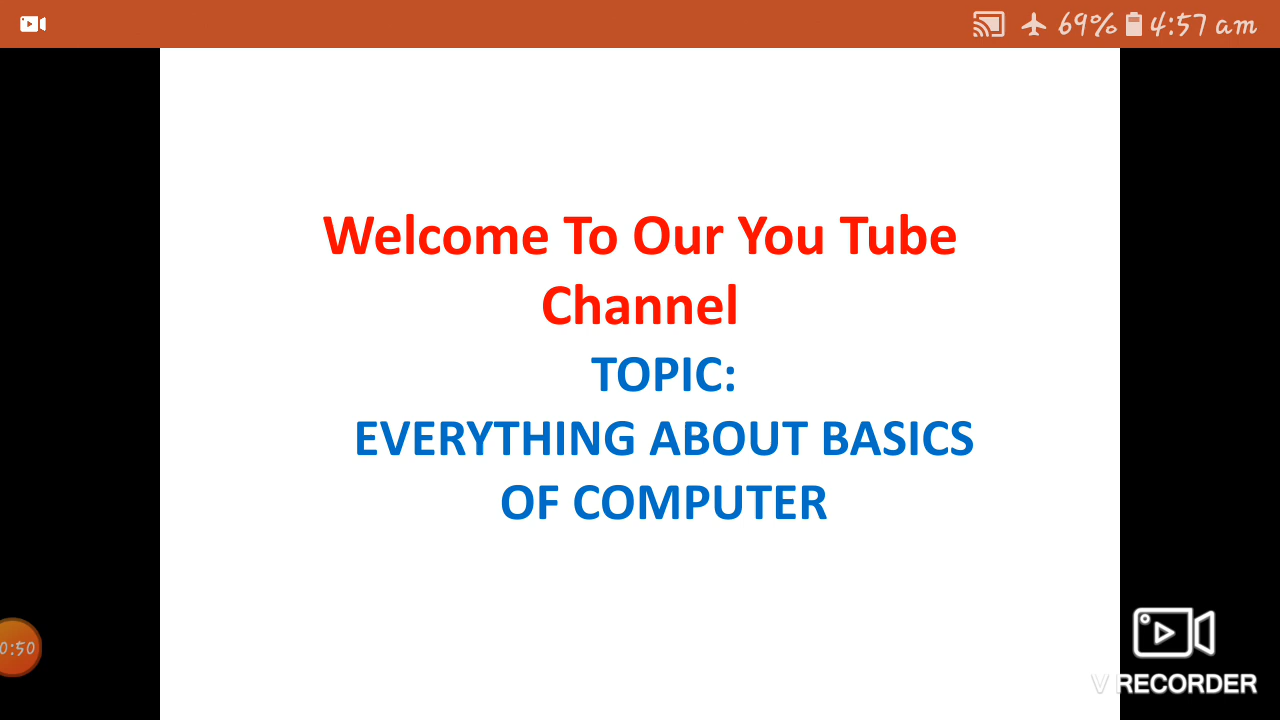 69% 4:57 am
Welcome To Our You Tube
Channel
TOPIC:
EVERYTHING ABOUT BASICS
OF COMPUTER
0:50
V RECORDER